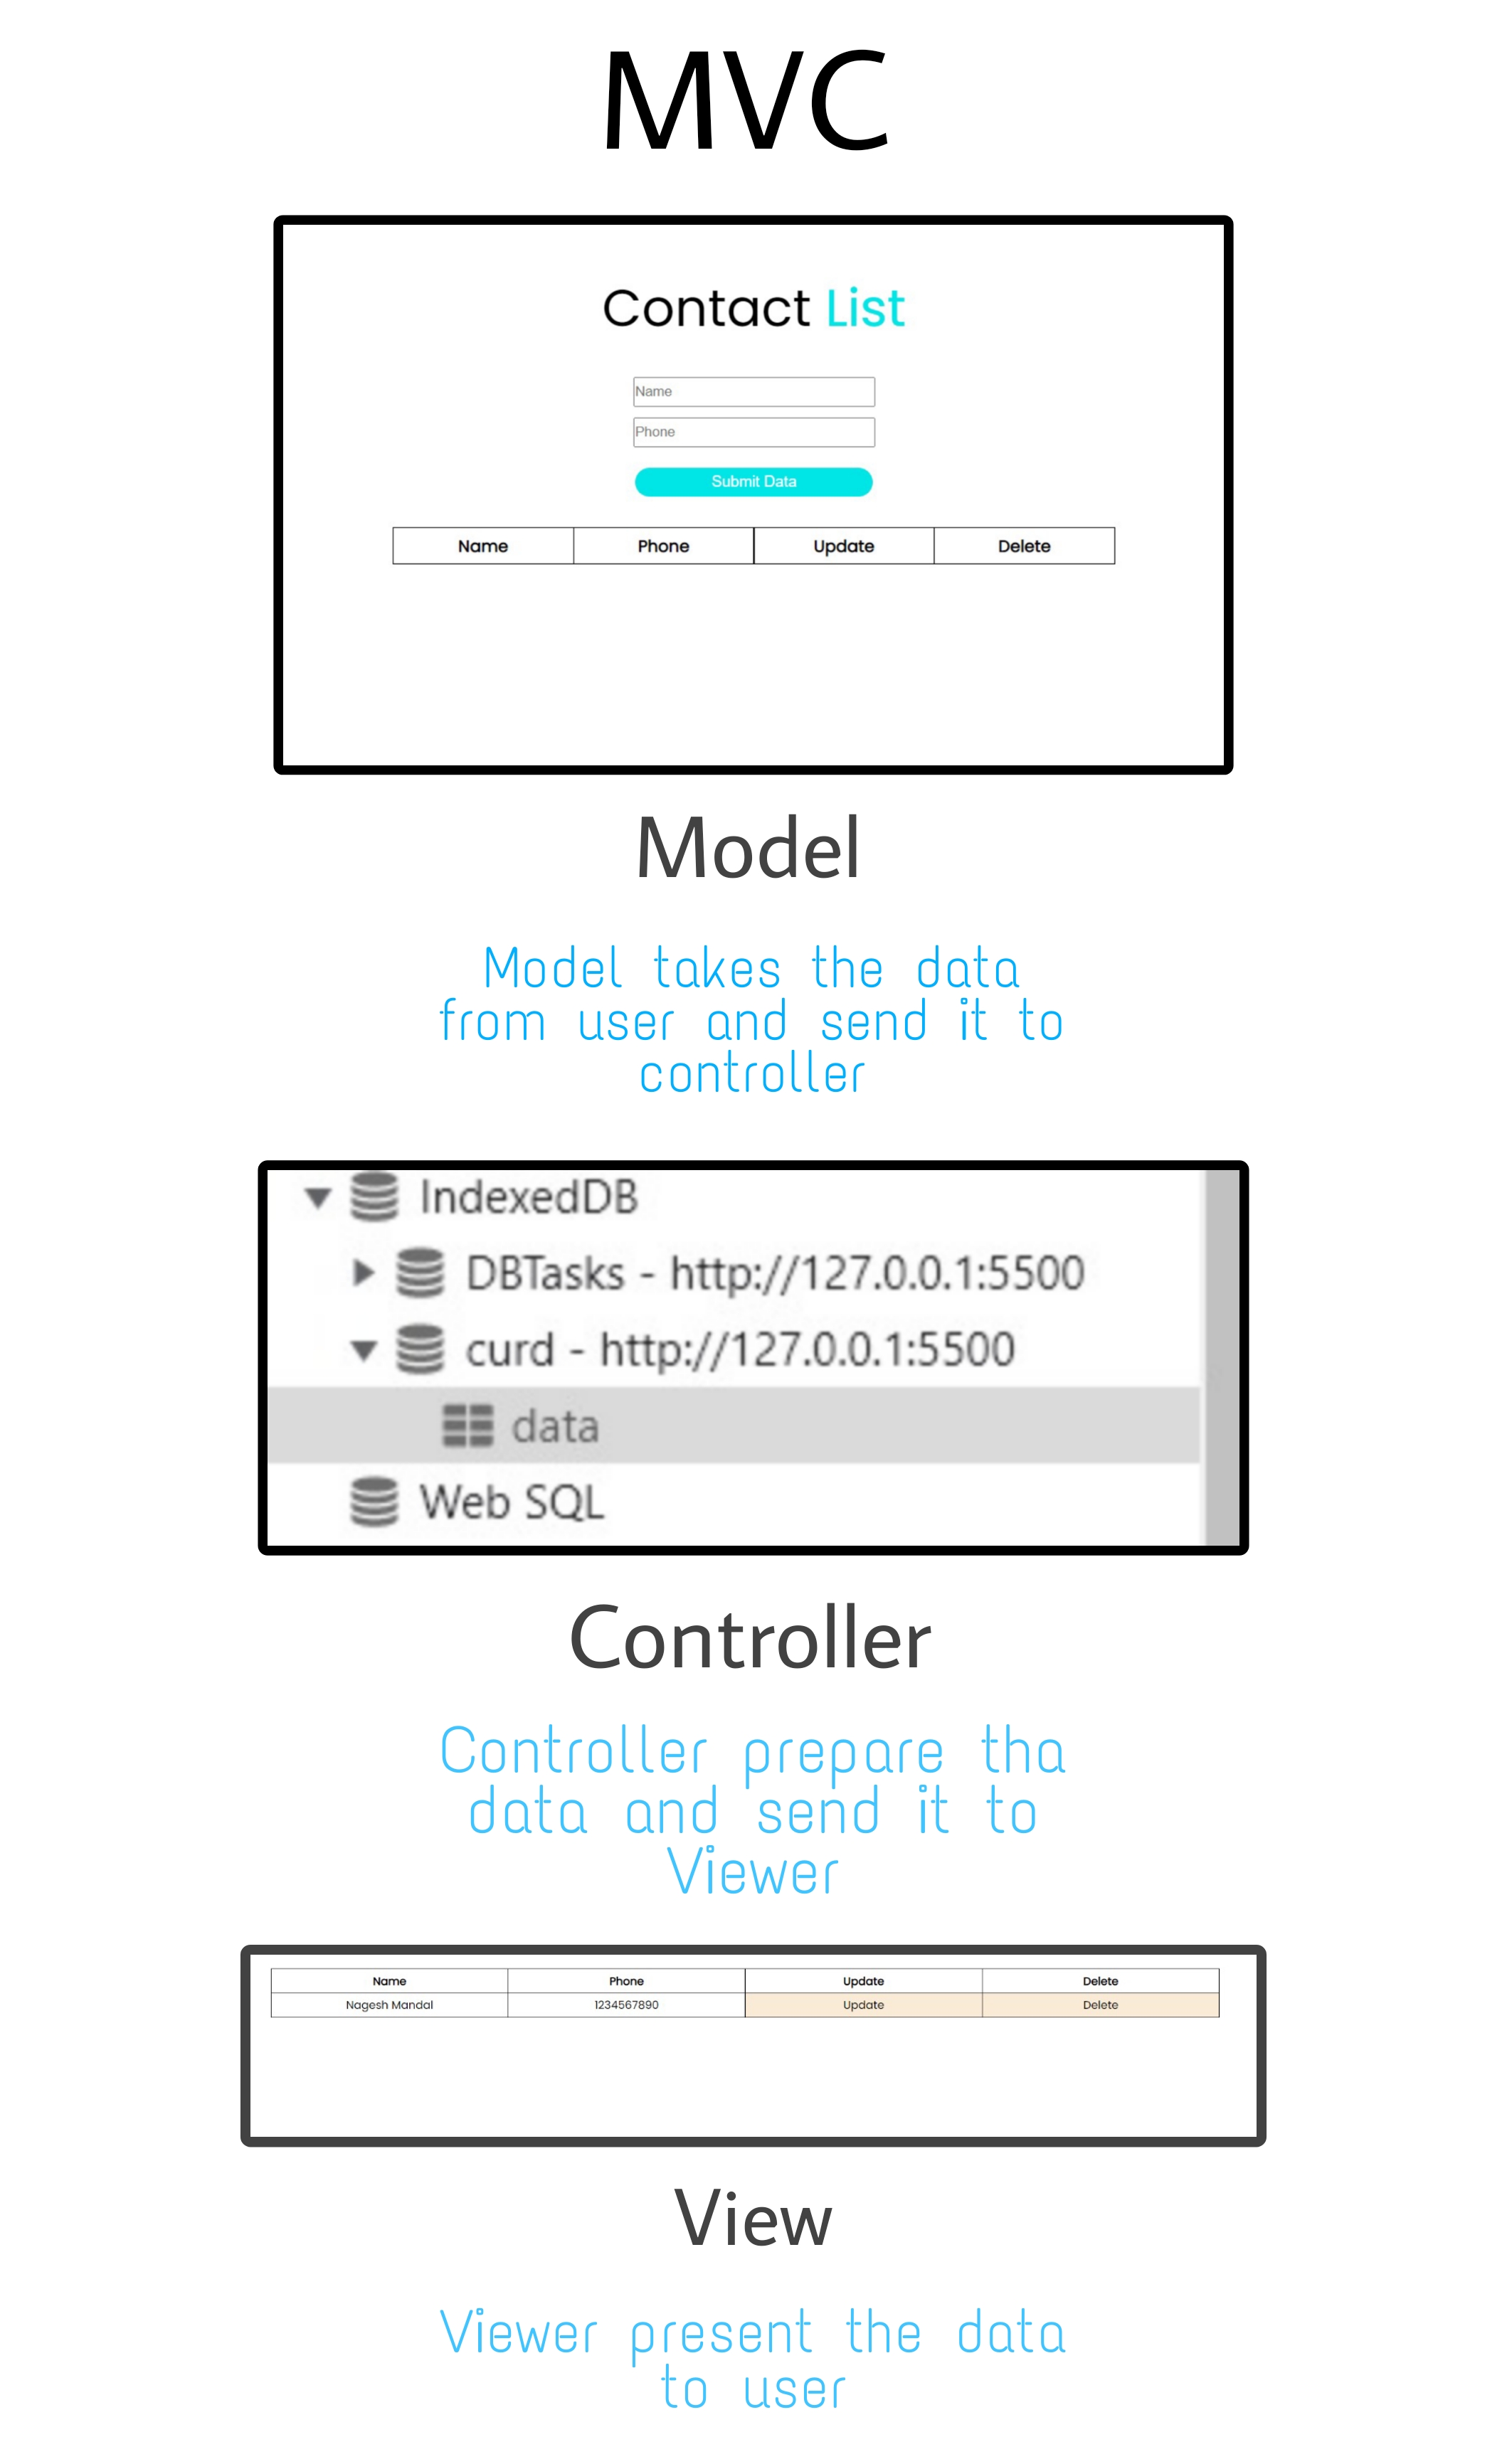 MVC
Contact List
Name
Phone
Submit Data
Name Phone Update Delete
Model
Model takes the data
from user and send it to
controller
IndexedDB
DBTasks - http://127.0.0.1:5500
curd - http://127.0.0.1:5500
data
Web SQL
Controller
Controller prepare tha
data and send it to
Viewer
Name Phone Update Delete
Nagesh Mandal 1234567890 Update Delete
View
Viewer present the data
to user